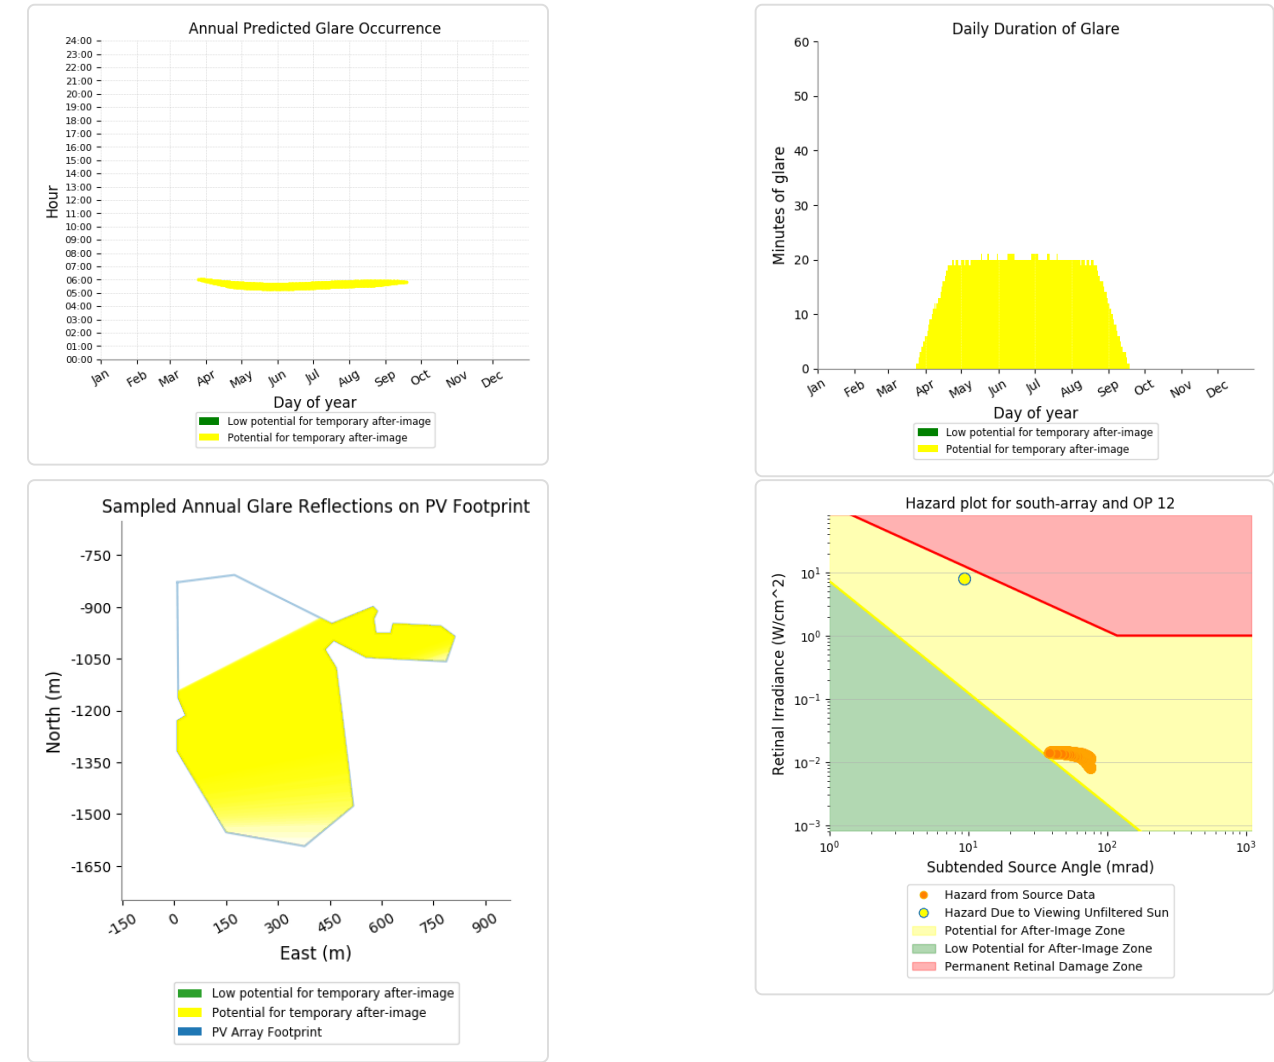 Annual Predicted Glare Occurrence
24:00
23:00
22:00
21:00
20:00
19:00
18:00
17:00
16:00
15:00
14:00
13:00
12:00
11:00
10:00
09:00
08:00
07:00
06:00
05:00
04:00
03:00
02:00
01:00
00:00
Hour
Jan Feb Mar Apr May Jun Jul Aug Sep Oct Nov Dec
Day of year
Low potential for temporary after-image
Potential for temporary after-image
Daily Duration of Glare
60
50
40
30
20
10
0
Minutes of glare
Jan Feb Mar Apr May Jun Jul Aug Sep Oct Nov Dec
Day of year
Low potential for temporary after-image
Potential for temporary after-image
Sampled Annual Glare Reflections on PV Footprint
-750
-900
-1050
-1200
-1350
-1500
-1650
North (m)
-150 0 150 300 450 600 750 900
East (m)
Low potential for temporary after-image
Potential for temporary after-image
PV Array Footprint
Hazard plot for south-array and OP 12
10^1
10^0
10^-1
10^-2
10^-3
Retinal Irradiance (W/cm^2)
10^0 10^1 10^2 10^3
Subtended Source Angle (mrad)
Hazard from Source Data
Hazard Due to Viewing Unfiltered Sun
Potential for After-Image Zone
Low Potential for After-Image Zone
Permanent Retinal Damage Zone